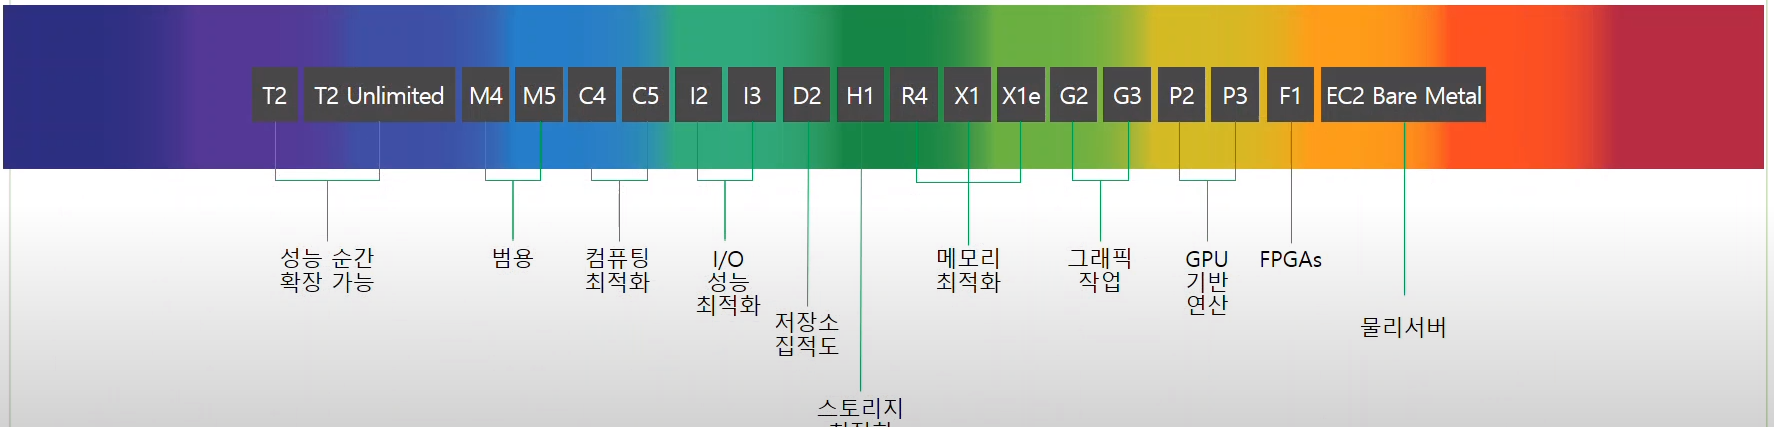 T2 T2 Unlimited M4 M5 C4 C5 I2 I3 D2 H1 R4 X1 X1e G2 G3 P2 P3 F1 EC2 Bare Metal
성능 순간
확장 가능
범용
컴퓨팅
최적화
I/O
성능
최적화
저장소
집적도
스토리지
메모리
최적화
그래픽
작업
GPU
기반
연산
FPGAs
물리서버